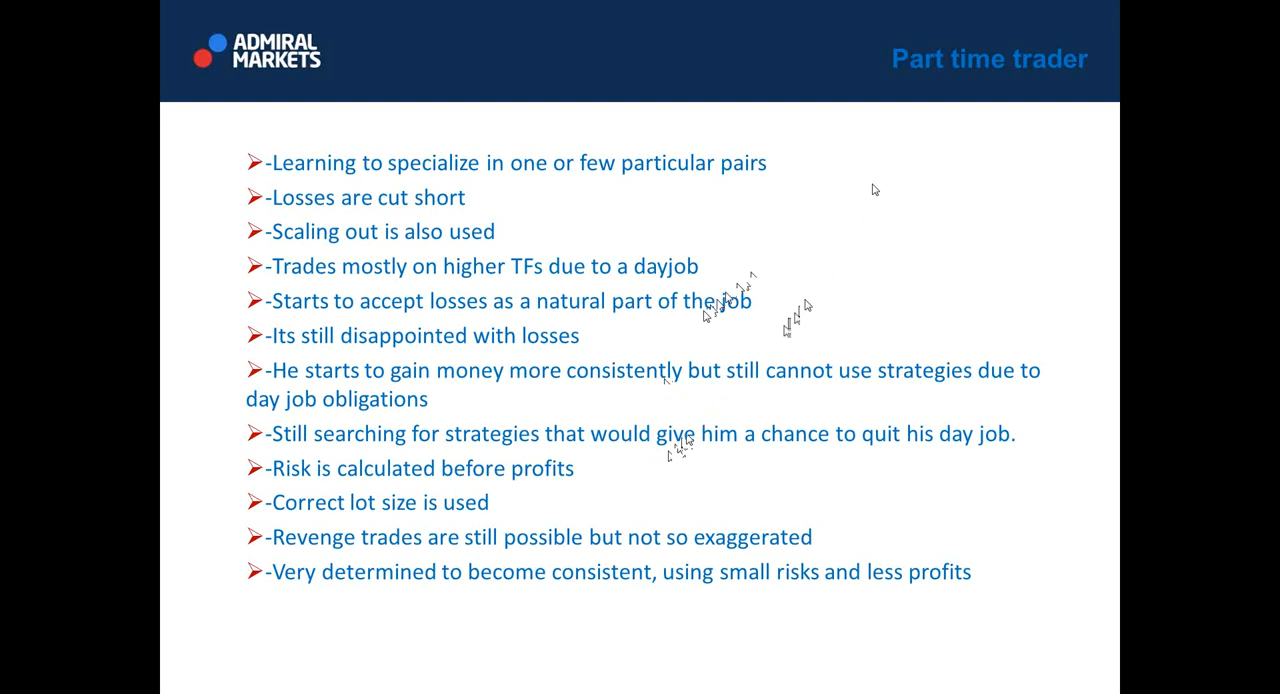 ADMIRAL
MARKETS
Part time trader
-Learning to specialize in one or few particular pairs
-Losses are cut short
-Scaling out is also used
-Trades mostly on higher TFs due to a dayjob
-Starts to accept losses as a natural part of the job
-Its still disappointed with losses
-He starts to gain money more consistently but still cannot use strategies due to
day job obligations
-Still searching for strategies that would give him a chance to quit his day job.
-Risk is calculated before profits
-Correct lot size is used
-Revenge trades are still possible but not so exaggerated
-Very determined to become consistent, using small risks and less profits